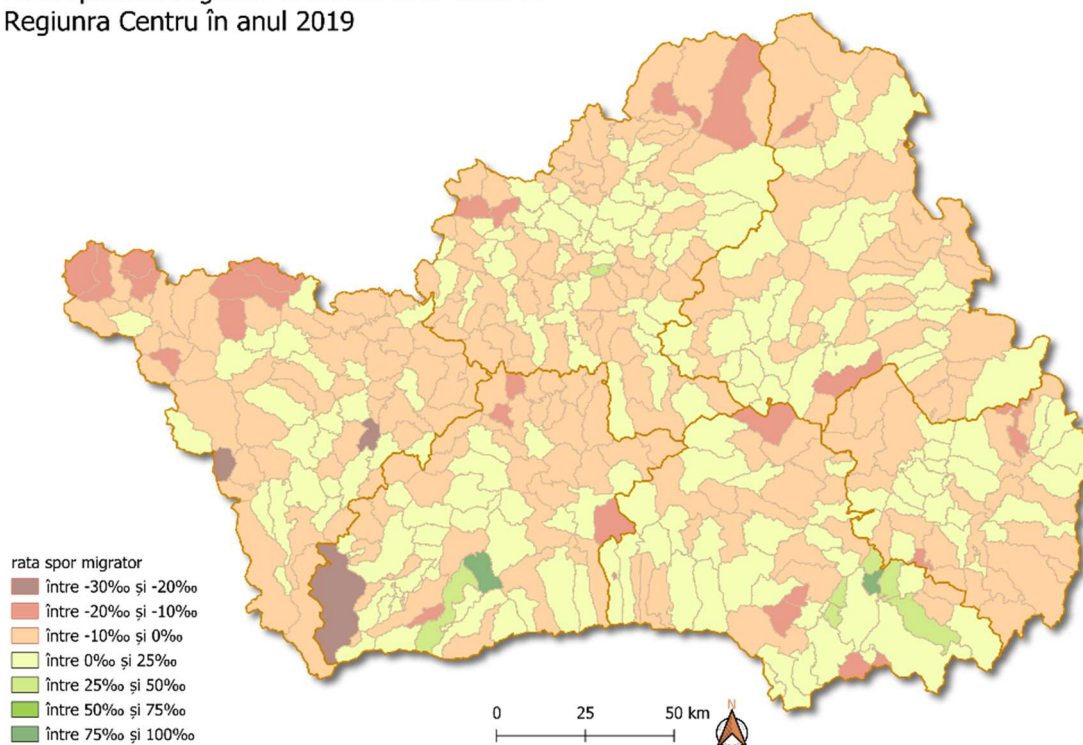 Regiunra Centru în anul 2019
rata spor migrator
între -30‰ și -20‰
între -20‰ și -10‰
între -10‰ și 0‰
între 0‰ și 25‰
între 25‰ și 50‰
între 50‰ și 75‰
între 75‰ și 100‰
0 25 50 km
N